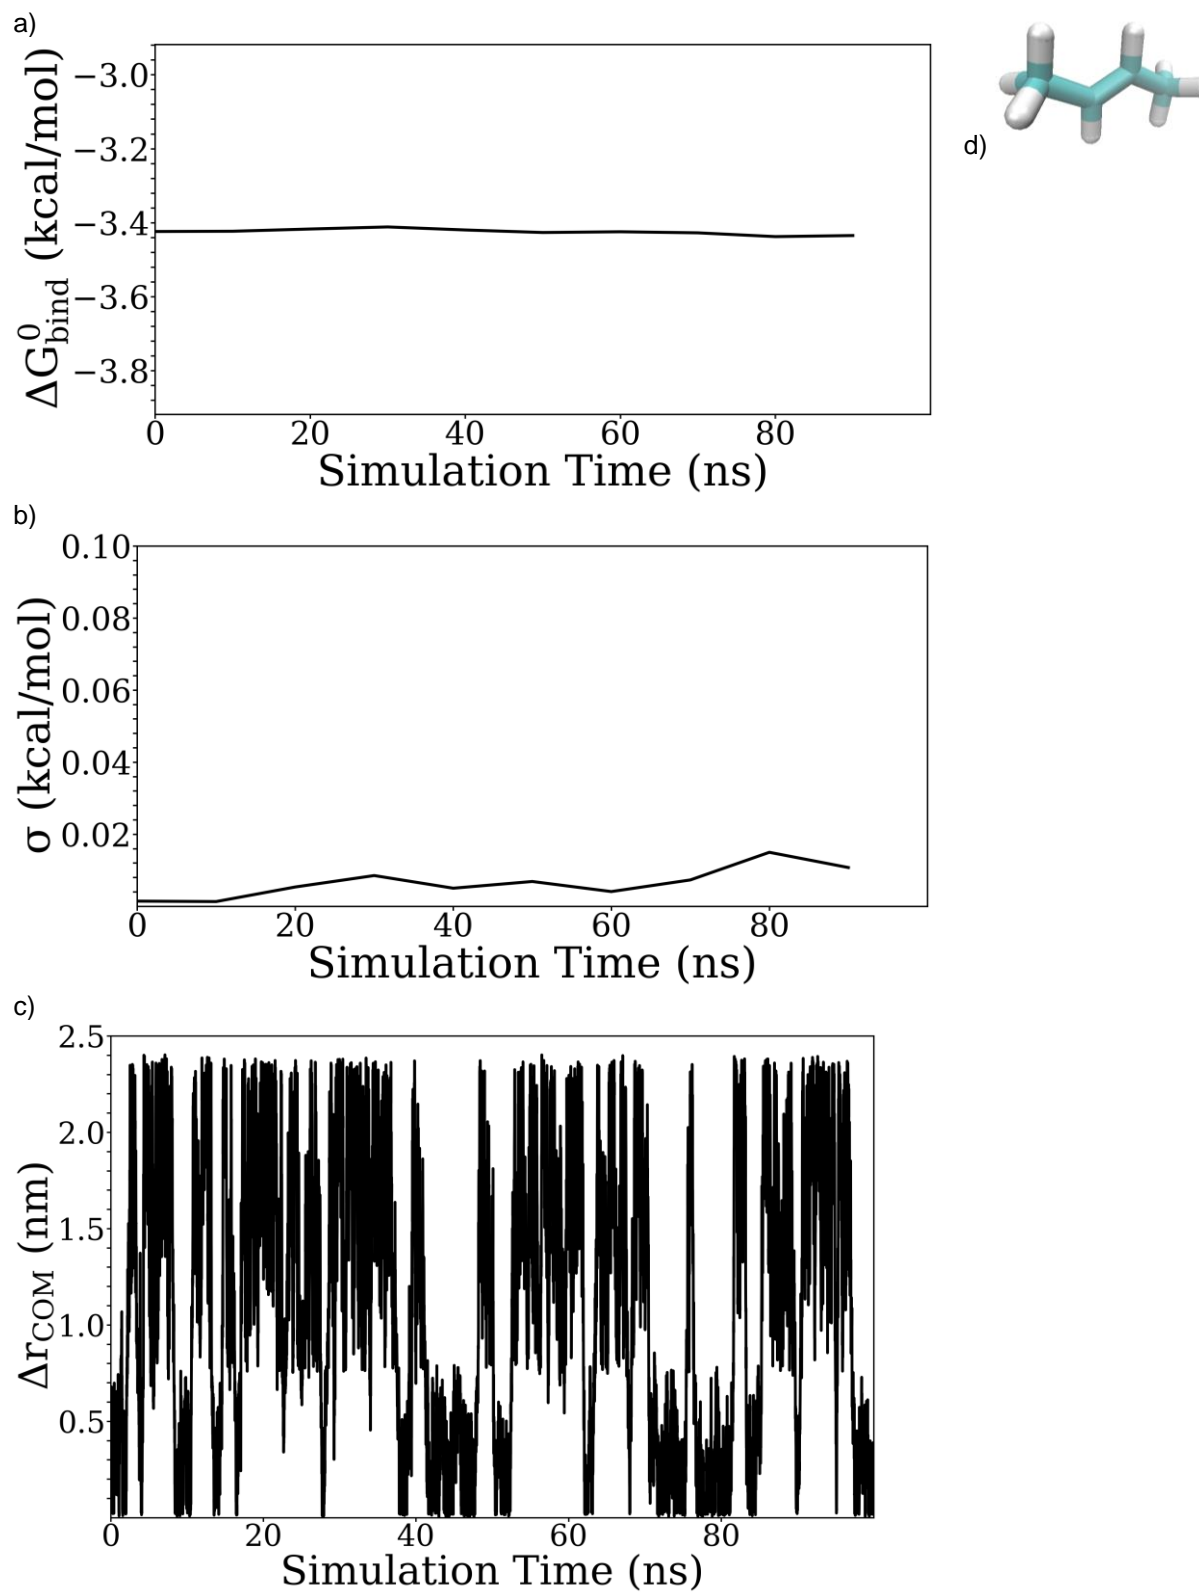 a)
ΔG⁰bind (kcal/mol)
−3.0
−3.2
−3.4
−3.6
−3.8
0 20 40 60 80
Simulation Time (ns)
d)
b)
σ (kcal/mol)
0.10
0.08
0.06
0.04
0.02
0 20 40 60 80
Simulation Time (ns)
c)
ΔrCOM (nm)
2.5
2.0
1.5
1.0
0.5
0 20 40 60 80
Simulation Time (ns)